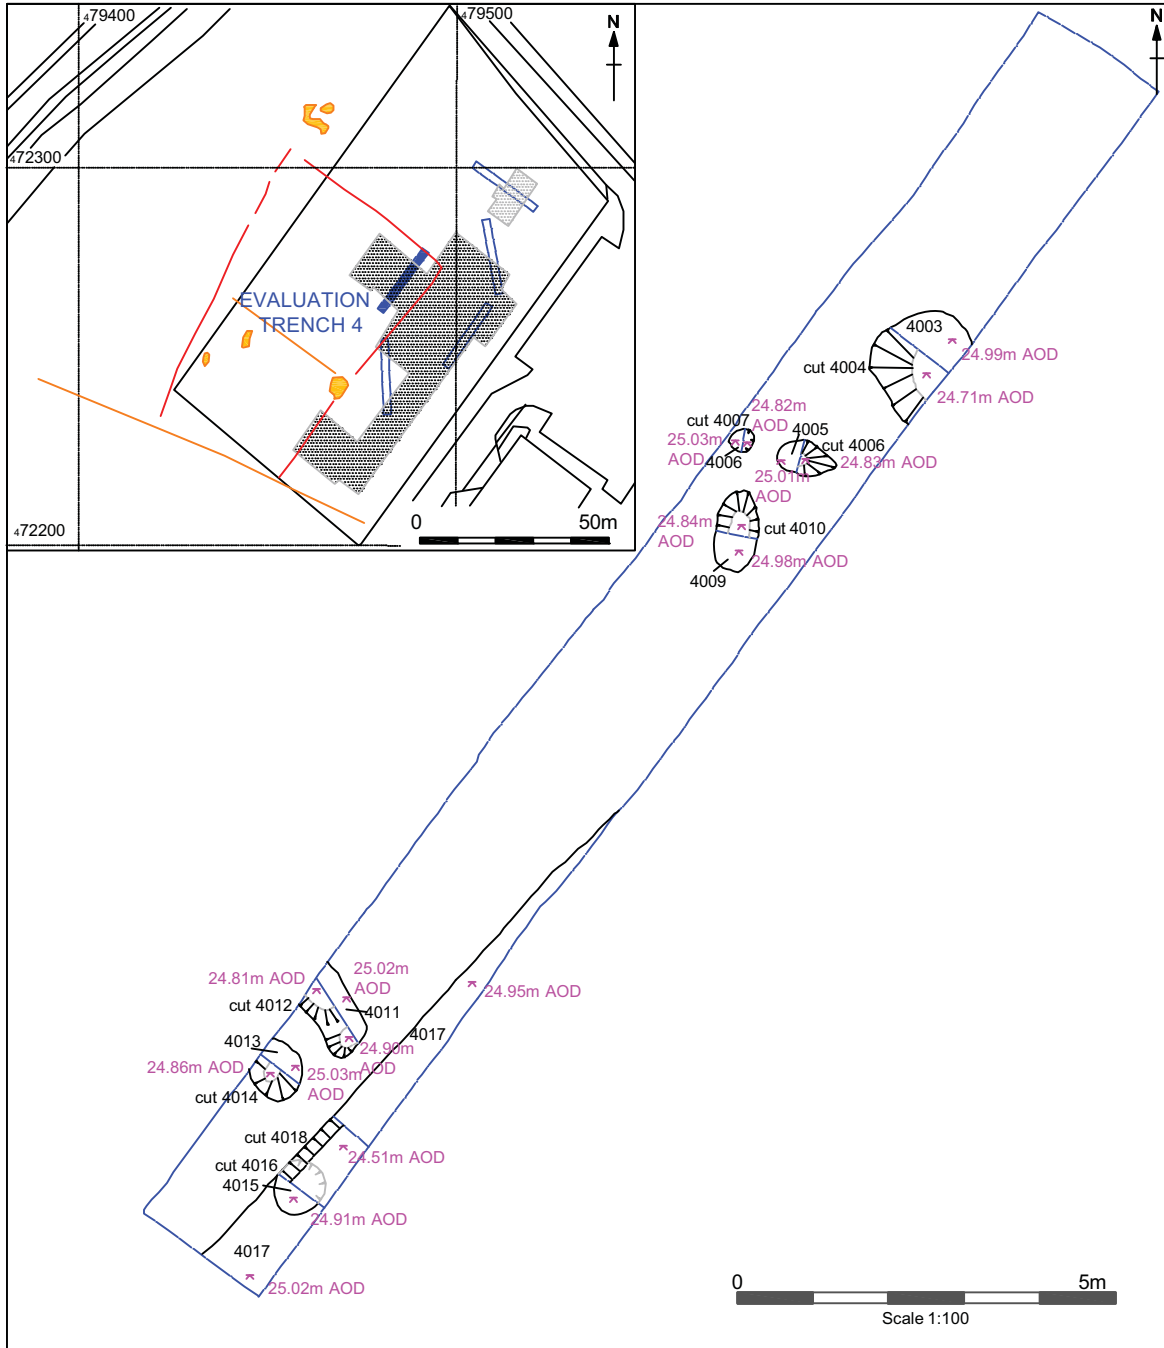 479400
479500
N
N
472300
EVALUATION
TRENCH 4
472200
0
50m
4003
24.99m AOD
cut 4004
24.71m AOD
24.82m
AOD
cut 4007
4005
cut 4006
25.03m
AOD
4006
24.83m AOD
25.01m
AOD
24.84m
AOD
cut 4010
24.98m AOD
4009
24.81m AOD
25.02m
AOD
cut 4012
4011
24.95m AOD
4017
4013
24.90m
AOD
24.86m AOD
25.03m
AOD
cut 4014
cut 4018
24.51m AOD
cut 4016
4015
24.91m AOD
4017
25.02m AOD
0
5m
Scale 1:100